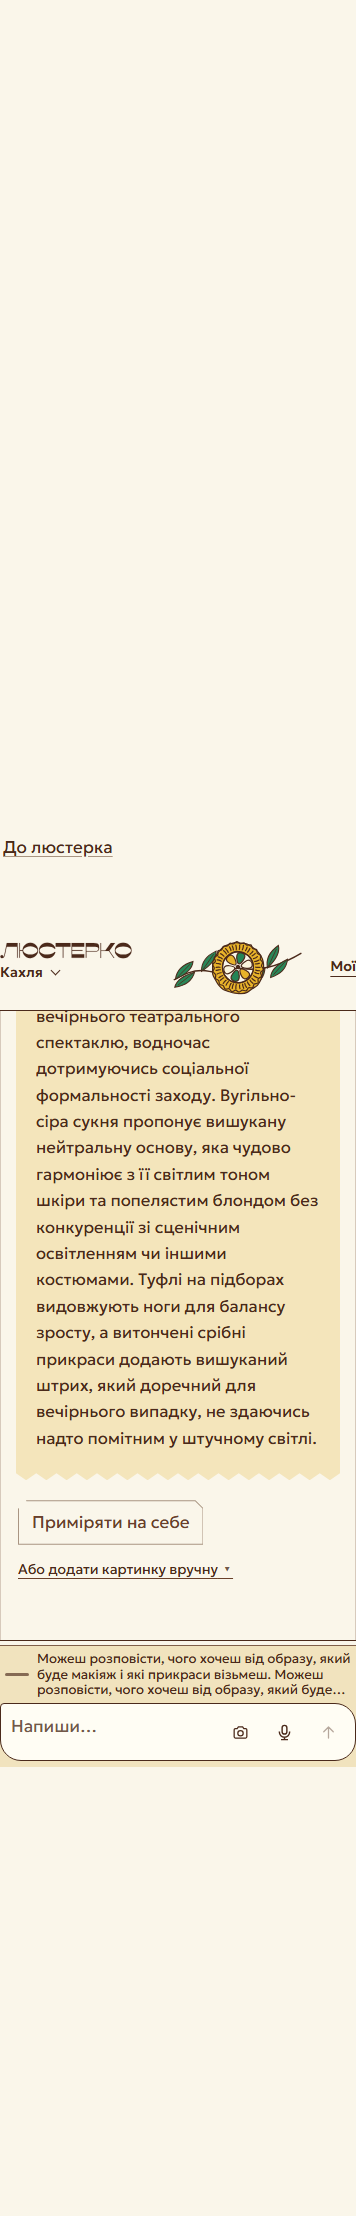 До люстерка
ЛЮСТЕРКО
Кахля
Мої
вечірнього театрального
спектаклю, водночас
дотримуючись соціальної
формальності заходу. Вугільно-
сіра сукня пропонує вишукану
нейтральну основу, яка чудово
гармоніює з її світлим тоном
шкіри та попелястим блондом без
конкуренції зі сценічним
освітленням чи іншими
костюмами. Туфлі на підборах
видовжують ноги для балансу
зросту, а витончені срібні
прикраси додають вишуканий
штрих, який доречний для
вечірнього випадку, не здаючись
надто помітним у штучному світлі.
Приміряти на себе
Або додати картинку вручну
Можеш розповісти, чого хочеш від образу, який
буде макіяж і які прикраси візьмеш. Можеш
розповісти, чого хочеш від образу, який буде...
Напиши...